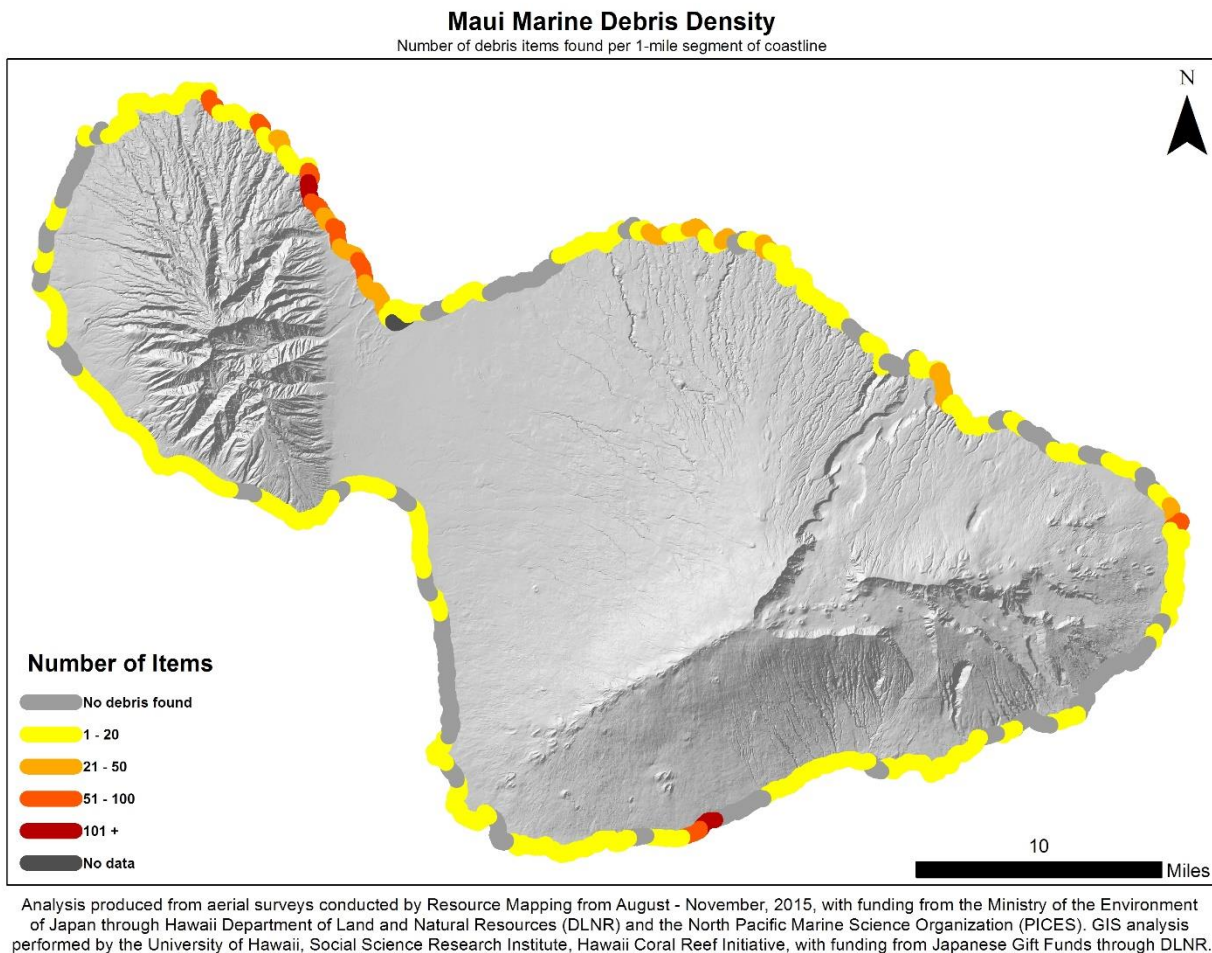 Maui Marine Debris Density
Number of debris items found per 1-mile segment of coastline
N
Number of Items
No debris found
1 - 20
21 - 50
51 - 100
101 +
No data
10
Miles
Analysis produced from aerial surveys conducted by Resource Mapping from August - November, 2015, with funding from the Ministry of the Environment
of Japan through Hawaii Department of Land and Natural Resources (DLNR) and the North Pacific Marine Science Organization (PICES). GIS analysis
performed by the University of Hawaii, Social Science Research Institute, Hawaii Coral Reef Initiative, with funding from Japanese Gift Funds through DLNR.